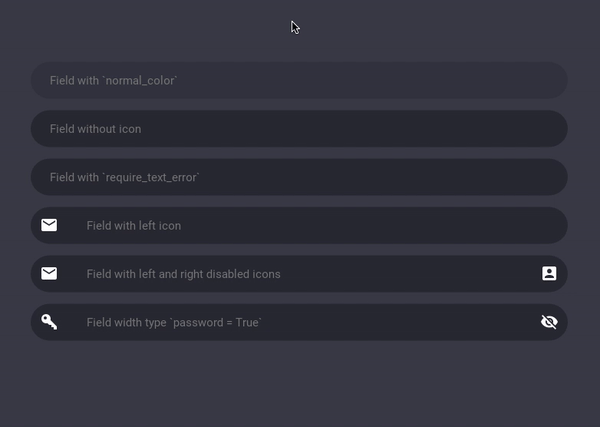 Field with `normal_color`
Field without icon
Field with `require_text_error`
Field with left icon
Field with left and right disabled icons
Field width type `password = True`